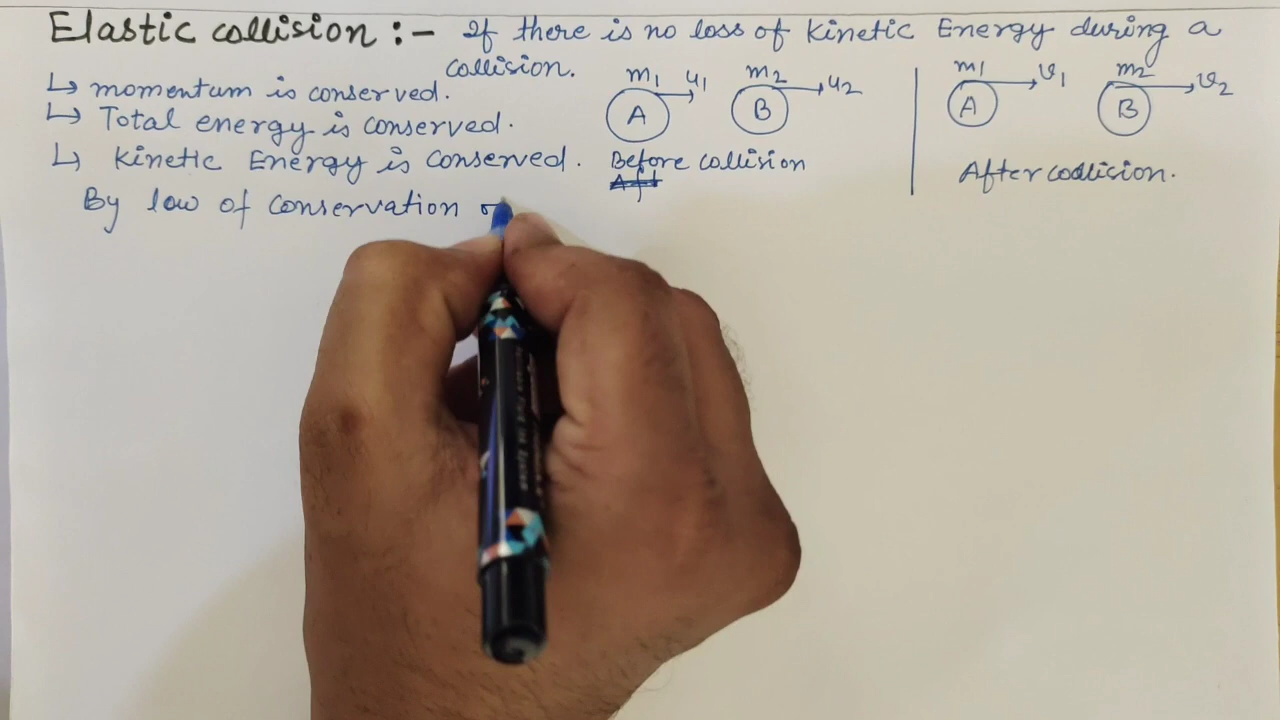 Elastic collision :- If there is no loss of Kinetic Energy during a
collision.
↳ momentum is conserved.
↳ Total energy is conserved.
↳ Kinetic Energy is conserved.
m1 u1 m2 u2
A B
Before collision
Aft
m1 v1 m2 v2
A B
After collision.
By law of conservation o